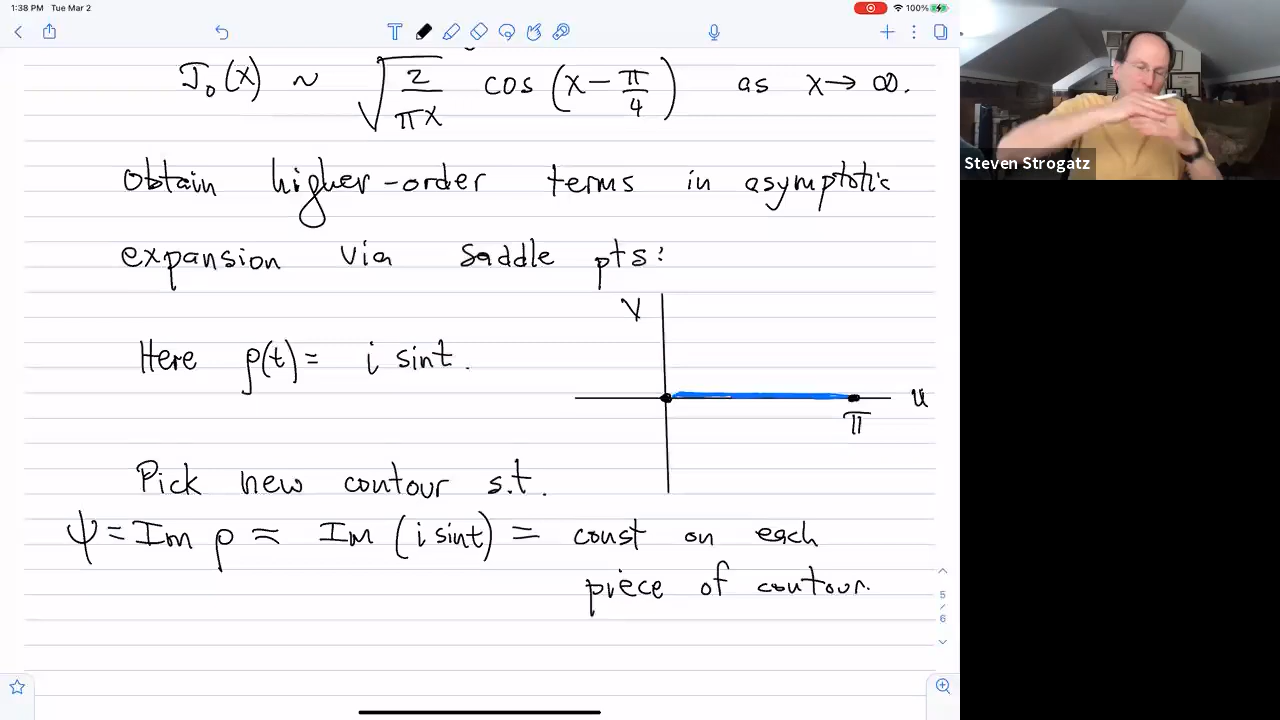 1:38 PM Tue Mar 2
100%
J₀(x) ~ √(2/πx) cos (x - π/4) as x → ∞.
Obtain higher-order terms in asymptotic
expansion via saddle pts:
V
Here ρ(t) = i sint.
u
π
Pick new contour s.t.
ψ = Im ρ = Im (i sint) = const on each
piece of contour.
5
/
6
Steven Strogatz